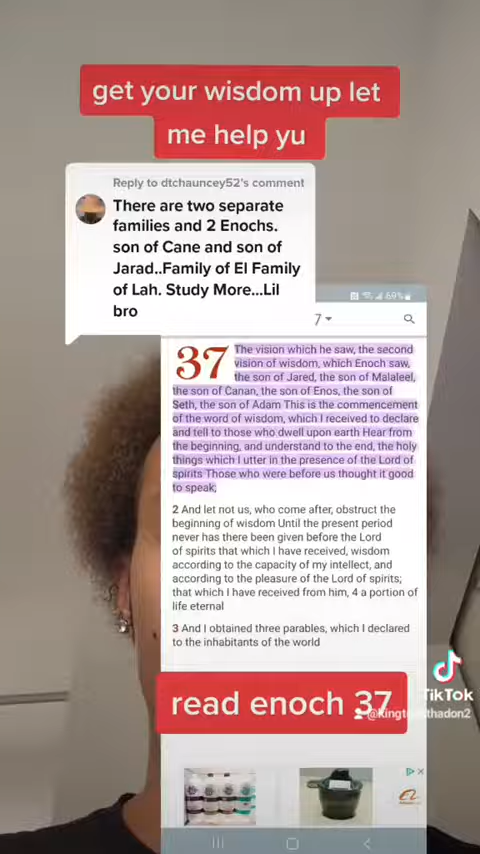 get your wisdom up let
me help yu
Reply to dtchauncey52's comment
There are two separate
families and 2 Enochs.
son of Cane and son of
Jarad..Family of El Family
of Lah. Study More...Lil
bro
69%
7
37 The vision which he saw, the second
vision of wisdom, which Enoch saw,
the son of Jared, the son of Malaleel,
the son of Canan, the son of Enos, the son of
Seth, the son of Adam This is the commencement
of the word of wisdom, which I received to declare
and tell to those who dwell upon earth Hear from
the beginning, and understand to the end, the holy
things which I utter in the presence of the Lord of
spirits Those who were before us thought it good
to speak;
2 And let not us, who come after, obstruct the
beginning of wisdom Until the present period
never has there been given before the Lord
of spirits that which I have received, wisdom
according to the capacity of my intellect, and
according to the pleasure of the Lord of spirits;
that which I have received from him, 4 a portion of
life eternal
3 And I obtained three parables, which I declared
to the inhabitants of the world
read enoch 37
TikTok